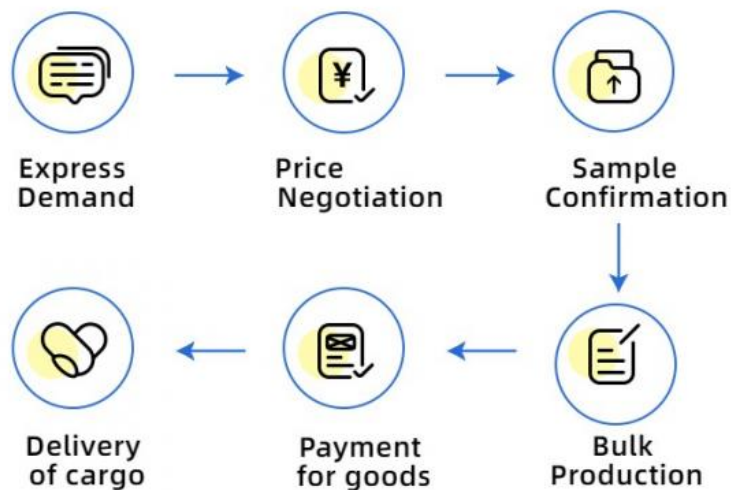 ¥
Express
Demand
Price
Negotiation
Sample
Confirmation
Delivery
of cargo
Payment
for goods
Bulk
Production